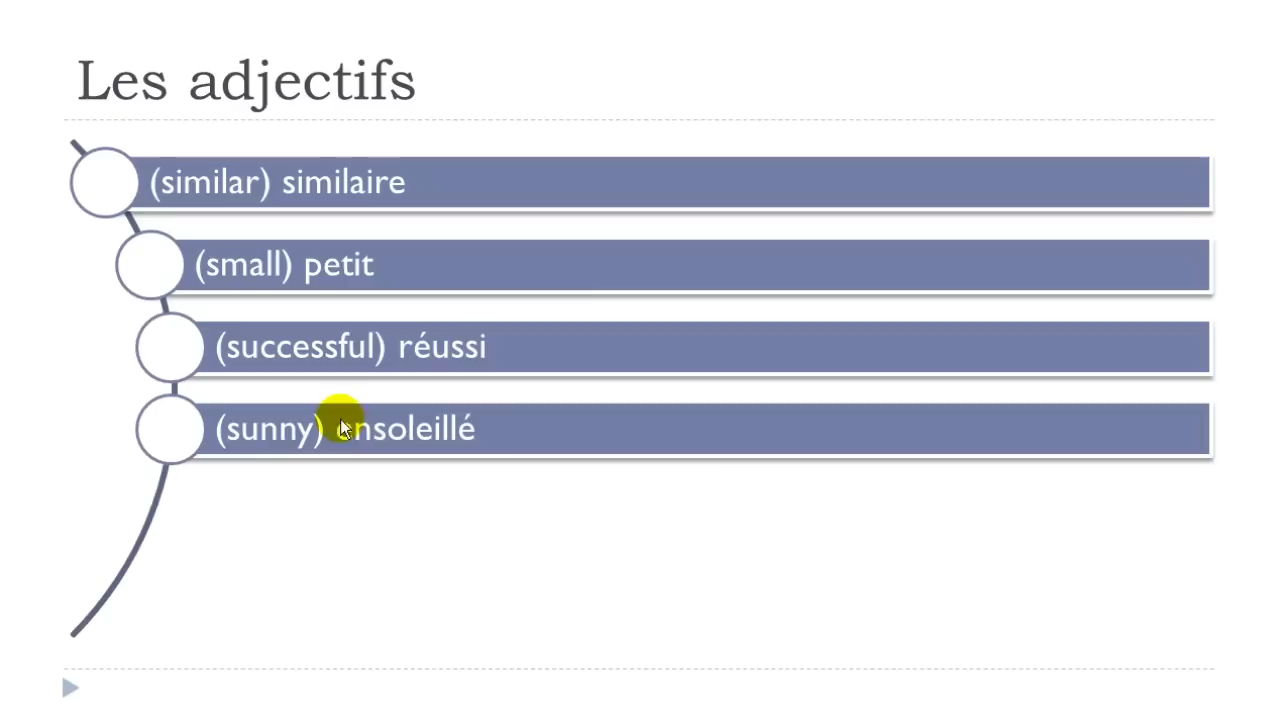 Les adjectifs
(similar) similaire
(small) petit
(successful) réussi
(sunny) ensoleillé